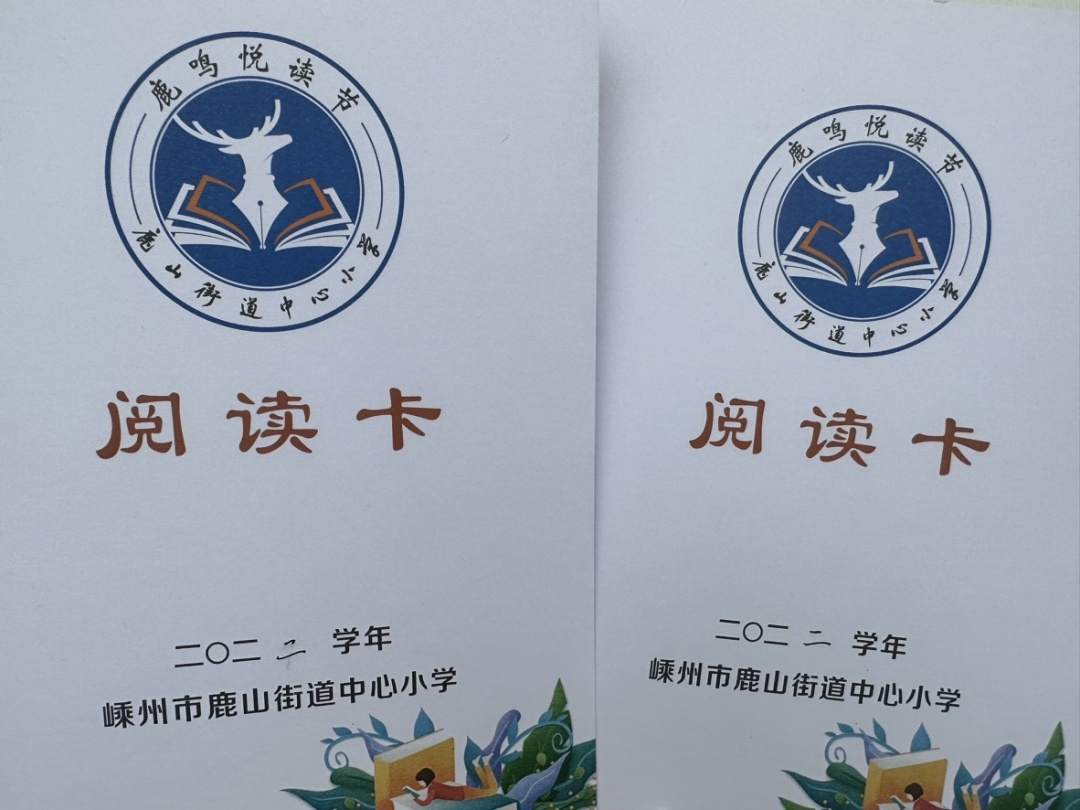 鹿鸣悦读节
鹿山街道中心小学
阅读卡
二〇二二 学年
嵊州市鹿山街道中心小学
鹿鸣悦读节
鹿山街道中心小学
阅读卡
二〇二二 学年
嵊州市鹿山街道中心小学